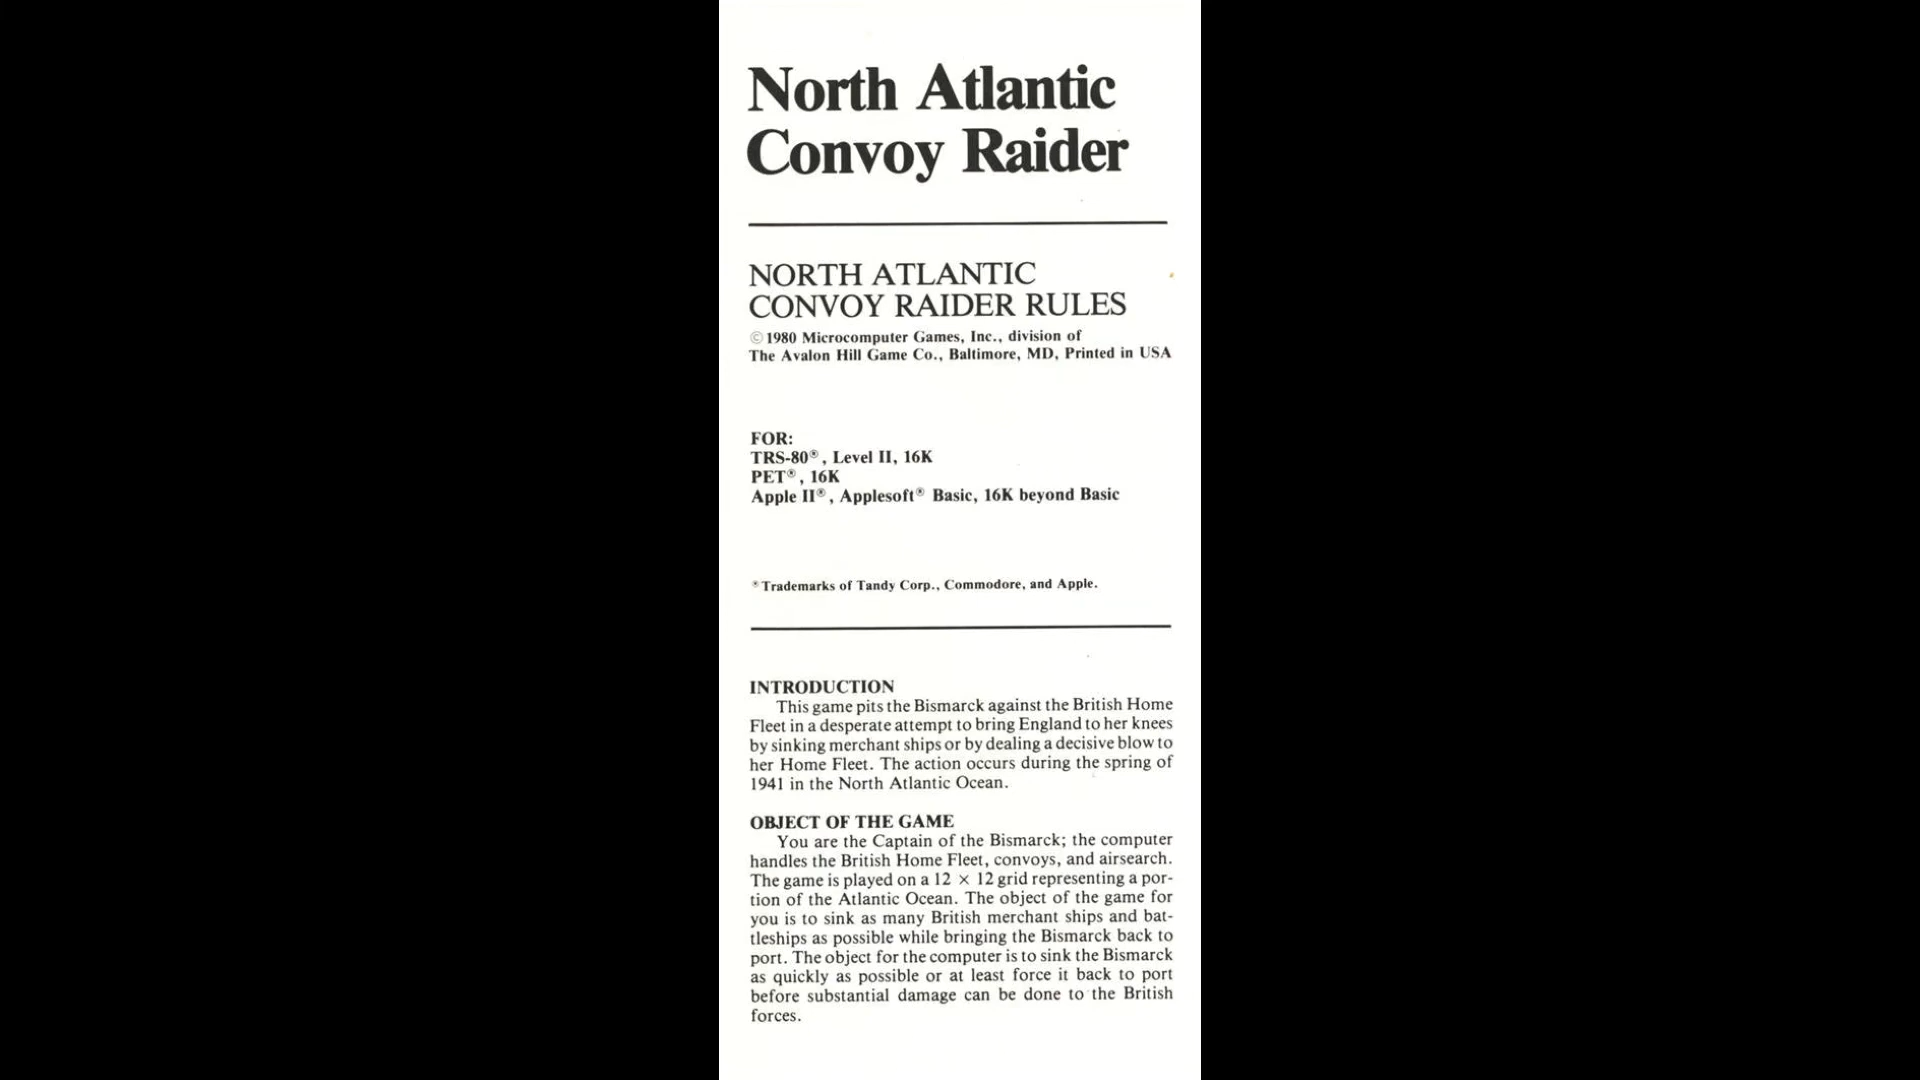 North Atlantic
Convoy Raider
NORTH ATLANTIC
CONVOY RAIDER RULES
©1980 Microcomputer Games, Inc., division of
The Avalon Hill Game Co., Baltimore, MD, Printed in USA
FOR:
TRS-80®, Level II, 16K
PET®, 16K
Apple II®, Applesoft® Basic, 16K beyond Basic
®Trademarks of Tandy Corp., Commodore, and Apple.
INTRODUCTION
This game pits the Bismarck against the British Home
Fleet in a desperate attempt to bring England to her knees
by sinking merchant ships or by dealing a decisive blow to
her Home Fleet. The action occurs during the spring of
1941 in the North Atlantic Ocean.
OBJECT OF THE GAME
You are the Captain of the Bismarck; the computer
handles the British Home Fleet, convoys, and airsearch.
The game is played on a 12 × 12 grid representing a por-
tion of the Atlantic Ocean. The object of the game for
you is to sink as many British merchant ships and bat-
tleships as possible while bringing the Bismarck back to
port. The object for the computer is to sink the Bismarck
as quickly as possible or at least force it back to port
before substantial damage can be done to the British
forces.